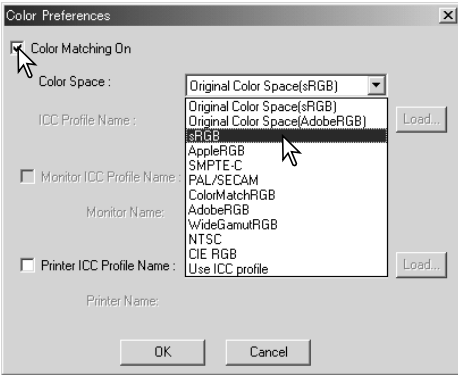 Color Preferences
Color Matching On
Color Space :
Original Color Space(sRGB)
Original Color Space(sRGB)
Original Color Space(AdobeRGB)
ICC Profile Name :
Load...
sRGB
AppleRGB
SMPTE-C
Monitor ICC Profile Name :
PAL/SECAM
ColorMatchRGB
Monitor Name:
AdobeRGB
WideGamutRGB
NTSC
CIE RGB
Printer ICC Profile Name :
Use ICC profile
Load...
Printer Name:
OK
Cancel